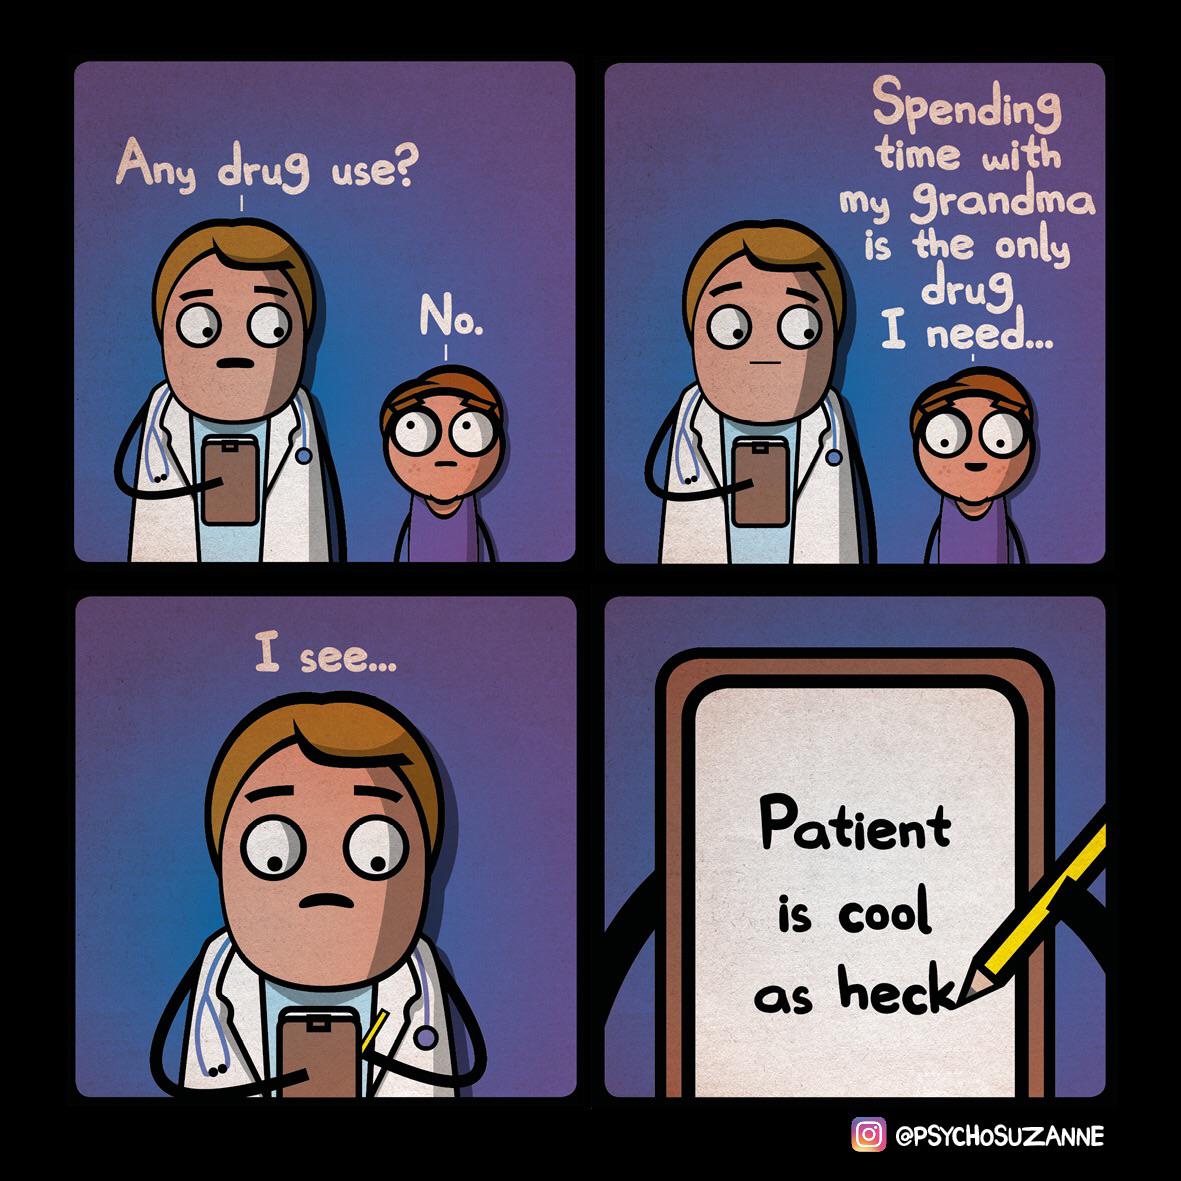 Any drug use?
No.
Spending
time with
my grandma
is the only
drug
I need...
I see...
Patient
is cool
as heck
@PSYCHOSUZANNE